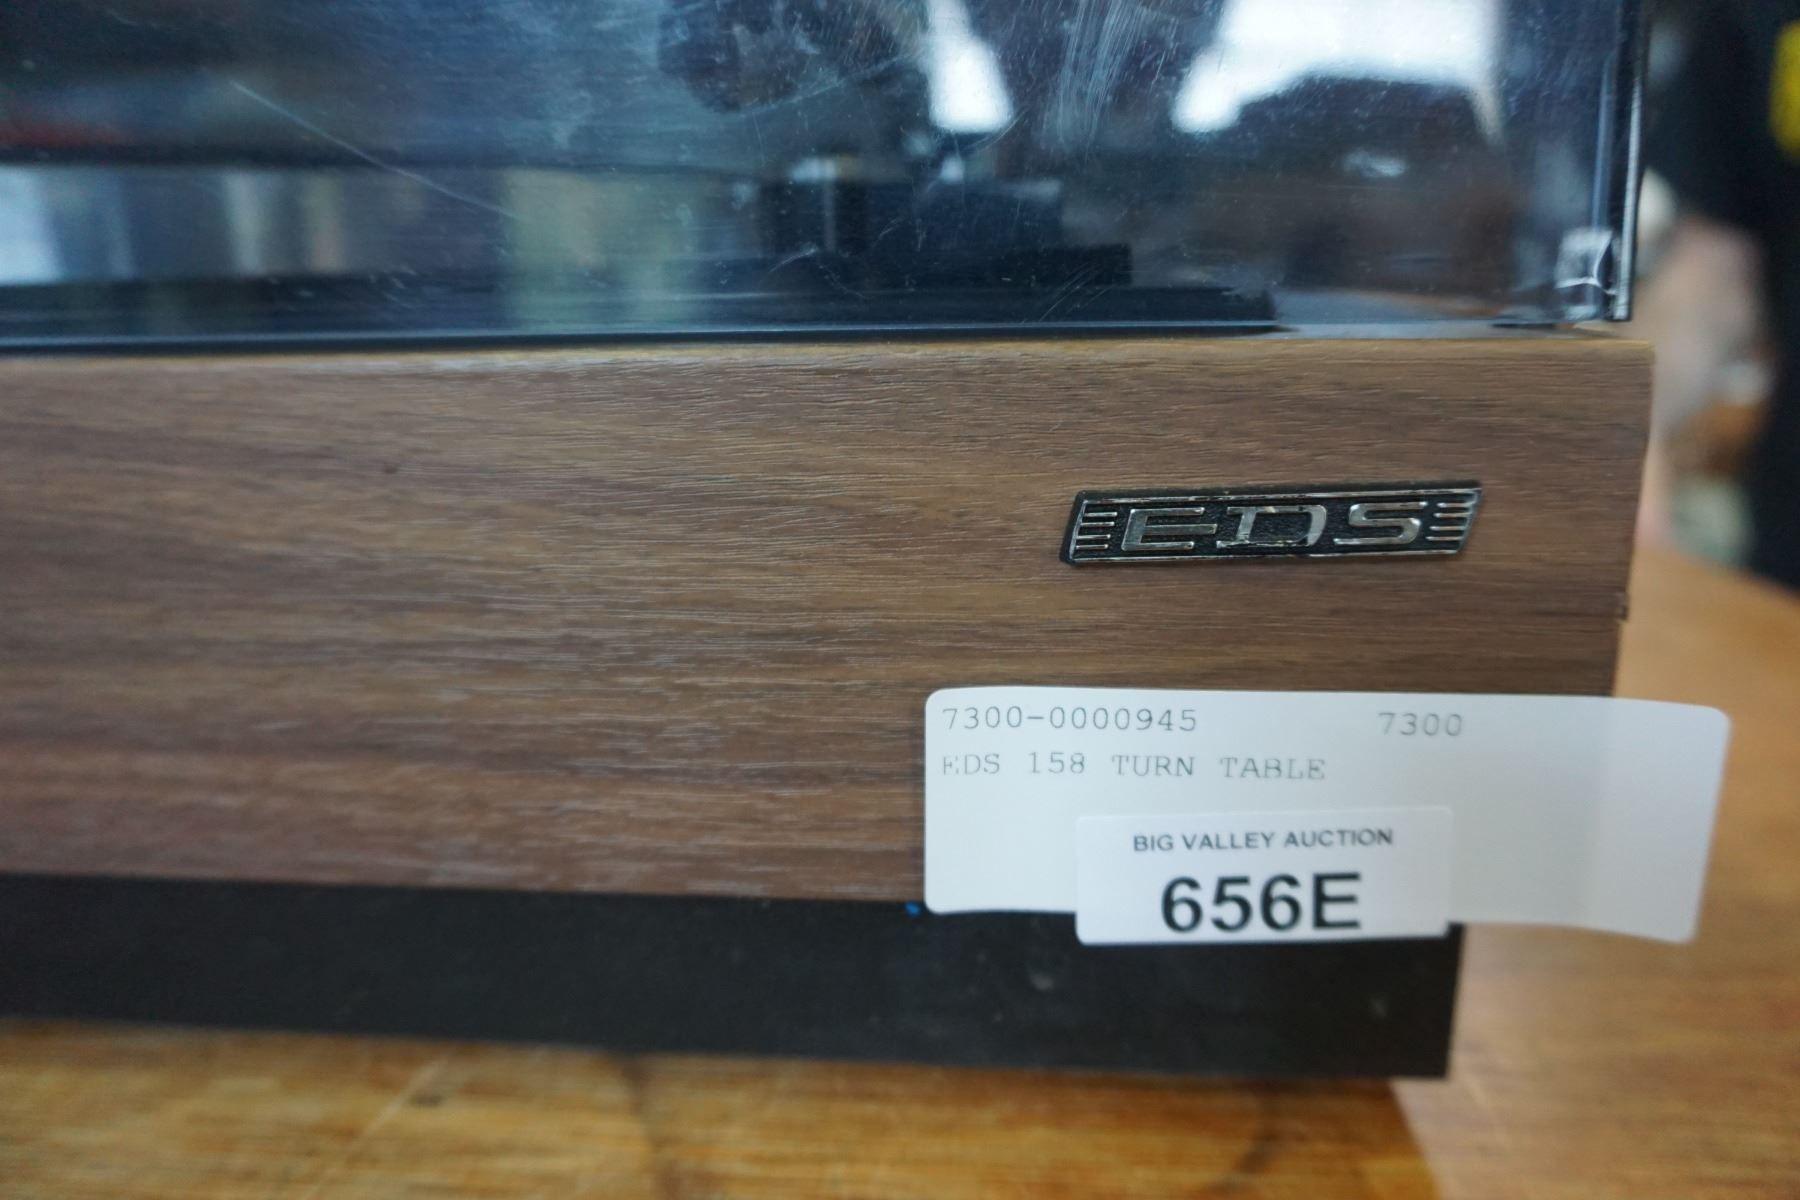 EDS
7300-0000945 7300
EDS 158 TURN TABLE
BIG VALLEY AUCTION
656E